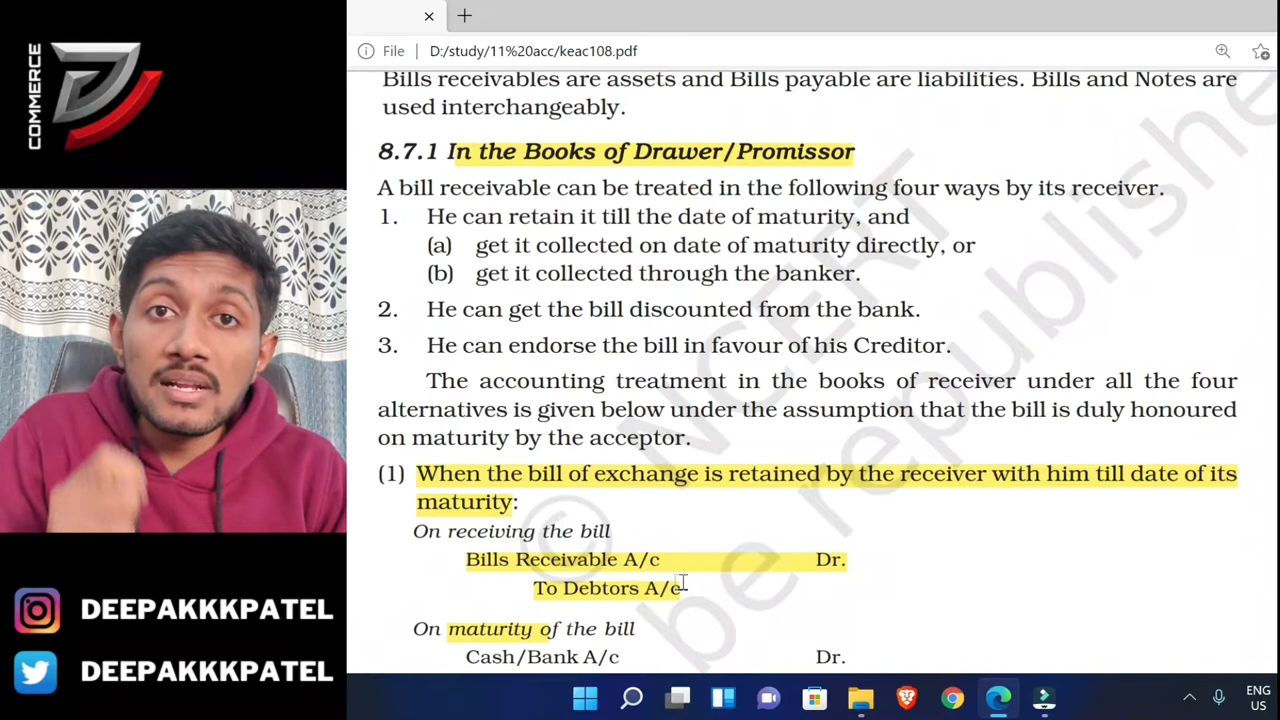 COMMERCE
File
D:/study/11%20acc/keac108.pdf
Bills receivables are assets and Bills payable are liabilities. Bills and Notes are
used interchangeably.
8.7.1 In the Books of Drawer/Promissor
A bill receivable can be treated in the following four ways by its receiver.
1. He can retain it till the date of maturity, and
(a) get it collected on date of maturity directly, or
(b) get it collected through the banker.
2. He can get the bill discounted from the bank.
3. He can endorse the bill in favour of his Creditor.
The accounting treatment in the books of receiver under all the four
alternatives is given below under the assumption that the bill is duly honoured
on maturity by the acceptor.
(1) When the bill of exchange is retained by the receiver with him till date of its
maturity:
On receiving the bill
Bills Receivable A/c Dr.
To Debtors A/c
On maturity of the bill
Cash/Bank A/c Dr.
© NCERT
be republishe
DEEPAKKKPATEL
DEEPAKKKPATEL
ENG
US